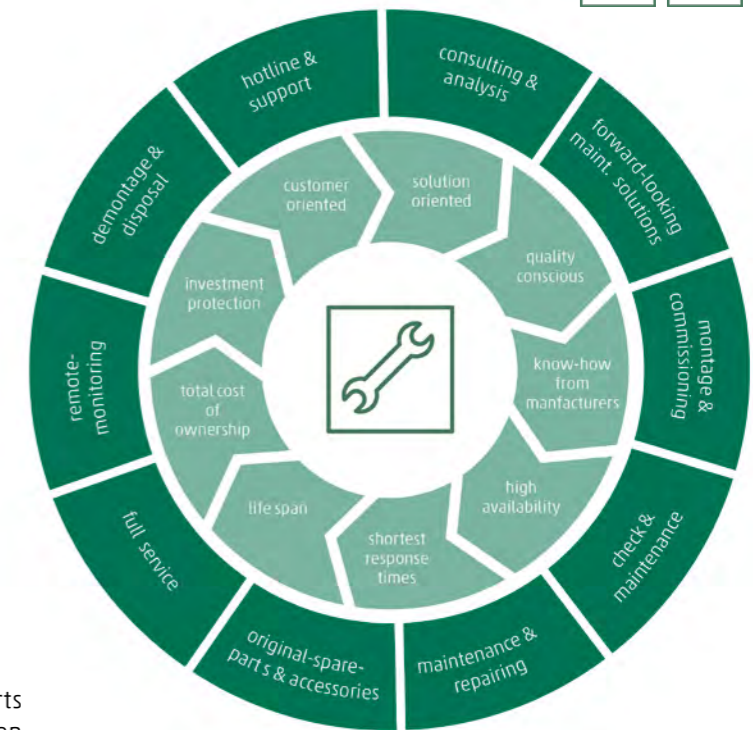 hotline &
support
consulting &
analysis
forward-looking
maint. solutions
montage &
commissioning
check &
maintenance
maintenance &
repairing
original-spare-
parts & accessories
full service
remote-
monitoring
demontage &
disposal
customer
oriented
solution
oriented
quality
conscious
know-how
from
manfacturers
high
availability
shortest
response
times
life span
total cost
of
ownership
investment
protection